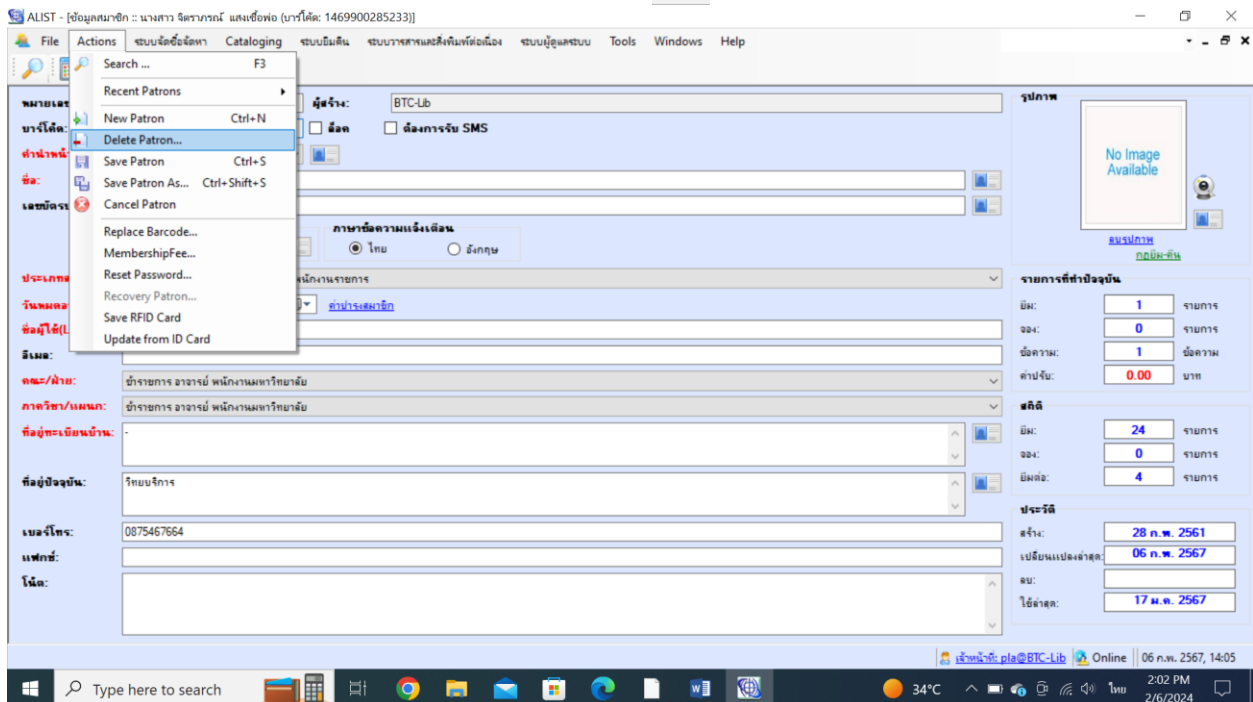 ALIST - [ข้อมูลสมาชิก :: นางสาว จิตราภรณ์ แสงเชื้อพ่อ (บาร์โค้ด: 1469900285233)]
File Actions ระบบจัดซื้อจัดหา Cataloging ระบบยืมคืน ระบบวารสารและสิ่งพิมพ์ต่อเนื่อง ระบบผู้ดูแลระบบ Tools Windows Help
Search ... F3
Recent Patrons
New Patron Ctrl+N
Delete Patron...
Save Patron Ctrl+S
Save Patron As... Ctrl+Shift+S
Cancel Patron
Replace Barcode...
MembershipFee...
Reset Password...
Recovery Patron...
Save RFID Card
Update from ID Card
ผู้สร้าง: BTC-Lib
บาร์โค้ด: ล็อค ต้องการรับ SMS
ชื่อ:
ภาษาข้อความแจ้งเตือน
ไทย อังกฤษ
พนักงานราชการ
ค่าบำรุงสมาชิก
อีเมล:
คณะ/ฝ่าย: ข้าราชการ อาจารย์ พนักงานมหาวิทยาลัย
ภาควิชา/แผนก: ข้าราชการ อาจารย์ พนักงานมหาวิทยาลัย
ที่อยู่ทะเบียนบ้าน: -
ที่อยู่ปัจจุบัน: วิทยบริการ
เบอร์โทร: 0875467664
แฟกซ์:
โน้ต:
รูปภาพ
No Image
Available
ลบรูปภาพ
กฎยืม-คืน
รายการที่ทำปัจจุบัน
ยืม: 1 รายการ
จอง: 0 รายการ
ข้อความ: 1 ข้อความ
ค่าปรับ: 0.00 บาท
สถิติ
ยืม: 24 รายการ
จอง: 0 รายการ
ยืมต่อ: 4 รายการ
ประวัติ
สร้าง: 28 ก.พ. 2561
เปลี่ยนแปลงล่าสุด: 06 ก.พ. 2567
ลบ:
ใช้ล่าสุด: 17 ม.ค. 2567
เจ้าหน้าที่: pla@BTC-Lib Online 06 ก.พ. 2567, 14:05
Type here to search
34°C ไทย 2:02 PM
2/6/2024